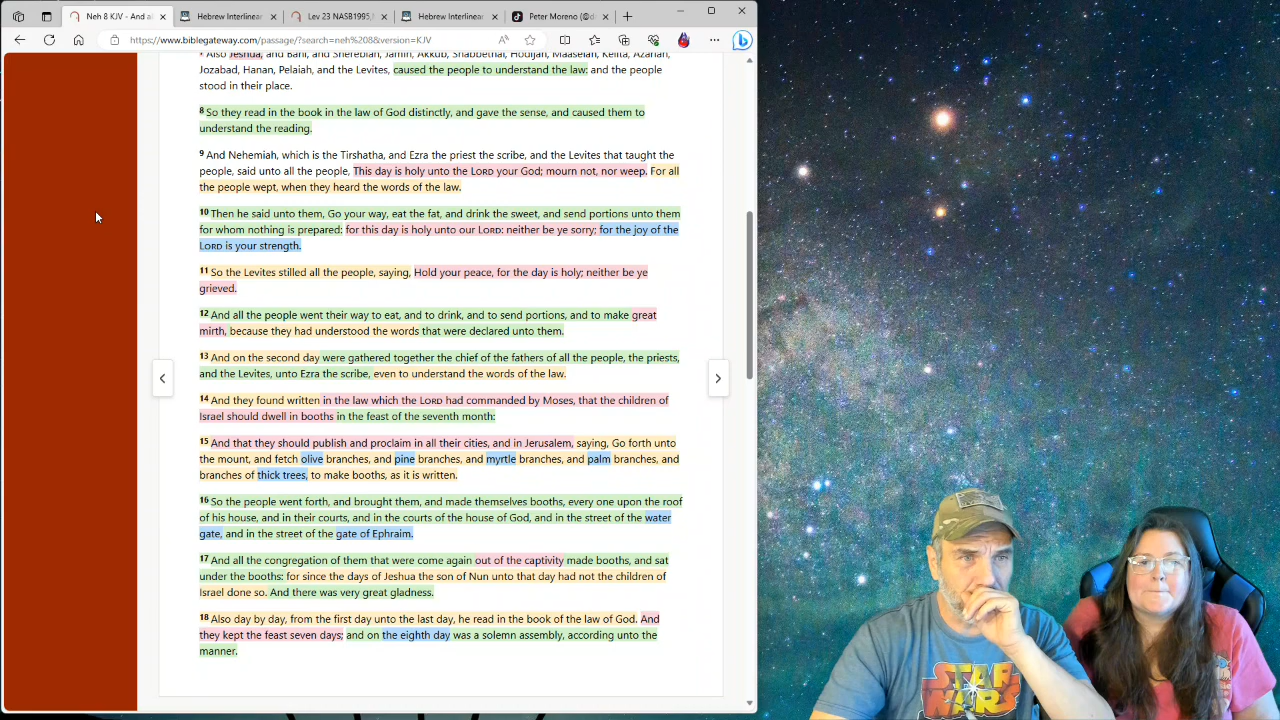 Neh 8 KJV - And al
Hebrew Interlinear
Lev 23 NASB1995,
Hebrew Interlinea
Peter Moreno (@d
https://www.biblegateway.com/passage/?search=neh%208&version=KJV
Also Jeshua, and Bani, and Sherebiah, Jamin, Akkub, Shabbethai, Hodijah, Maaseiah, Kelita, Azariah,
Jozabad, Hanan, Pelaiah, and the Levites, caused the people to understand the law: and the people
stood in their place.
8 So they read in the book in the law of God distinctly, and gave the sense, and caused them to
understand the reading.
9 And Nehemiah, which is the Tirshatha, and Ezra the priest the scribe, and the Levites that taught the
people, said unto all the people, This day is holy unto the LORD your God; mourn not, nor weep. For all
the people wept, when they heard the words of the law.
10 Then he said unto them, Go your way, eat the fat, and drink the sweet, and send portions unto them
for whom nothing is prepared: for this day is holy unto our LORD: neither be ye sorry; for the joy of the
LORD is your strength.
11 So the Levites stilled all the people, saying, Hold your peace, for the day is holy; neither be ye
grieved.
12 And all the people went their way to eat, and to drink, and to send portions, and to make great
mirth, because they had understood the words that were declared unto them.
13 And on the second day were gathered together the chief of the fathers of all the people, the priests,
and the Levites, unto Ezra the scribe, even to understand the words of the law.
14 And they found written in the law which the LORD had commanded by Moses, that the children of
Israel should dwell in booths in the feast of the seventh month:
15 And that they should publish and proclaim in all their cities, and in Jerusalem, saying, Go forth unto
the mount, and fetch olive branches, and pine branches, and myrtle branches, and palm branches, and
branches of thick trees, to make booths, as it is written.
16 So the people went forth, and brought them, and made themselves booths, every one upon the roof
of his house, and in their courts, and in the courts of the house of God, and in the street of the water
gate, and in the street of the gate of Ephraim.
17 And all the congregation of them that were come again out of the captivity made booths, and sat
under the booths: for since the days of Jeshua the son of Nun unto that day had not the children of
Israel done so. And there was very great gladness.
18 Also day by day, from the first day unto the last day, he read in the book of the law of God. And
they kept the feast seven days; and on the eighth day was a solemn assembly, according unto the
manner.
STAR
WARS